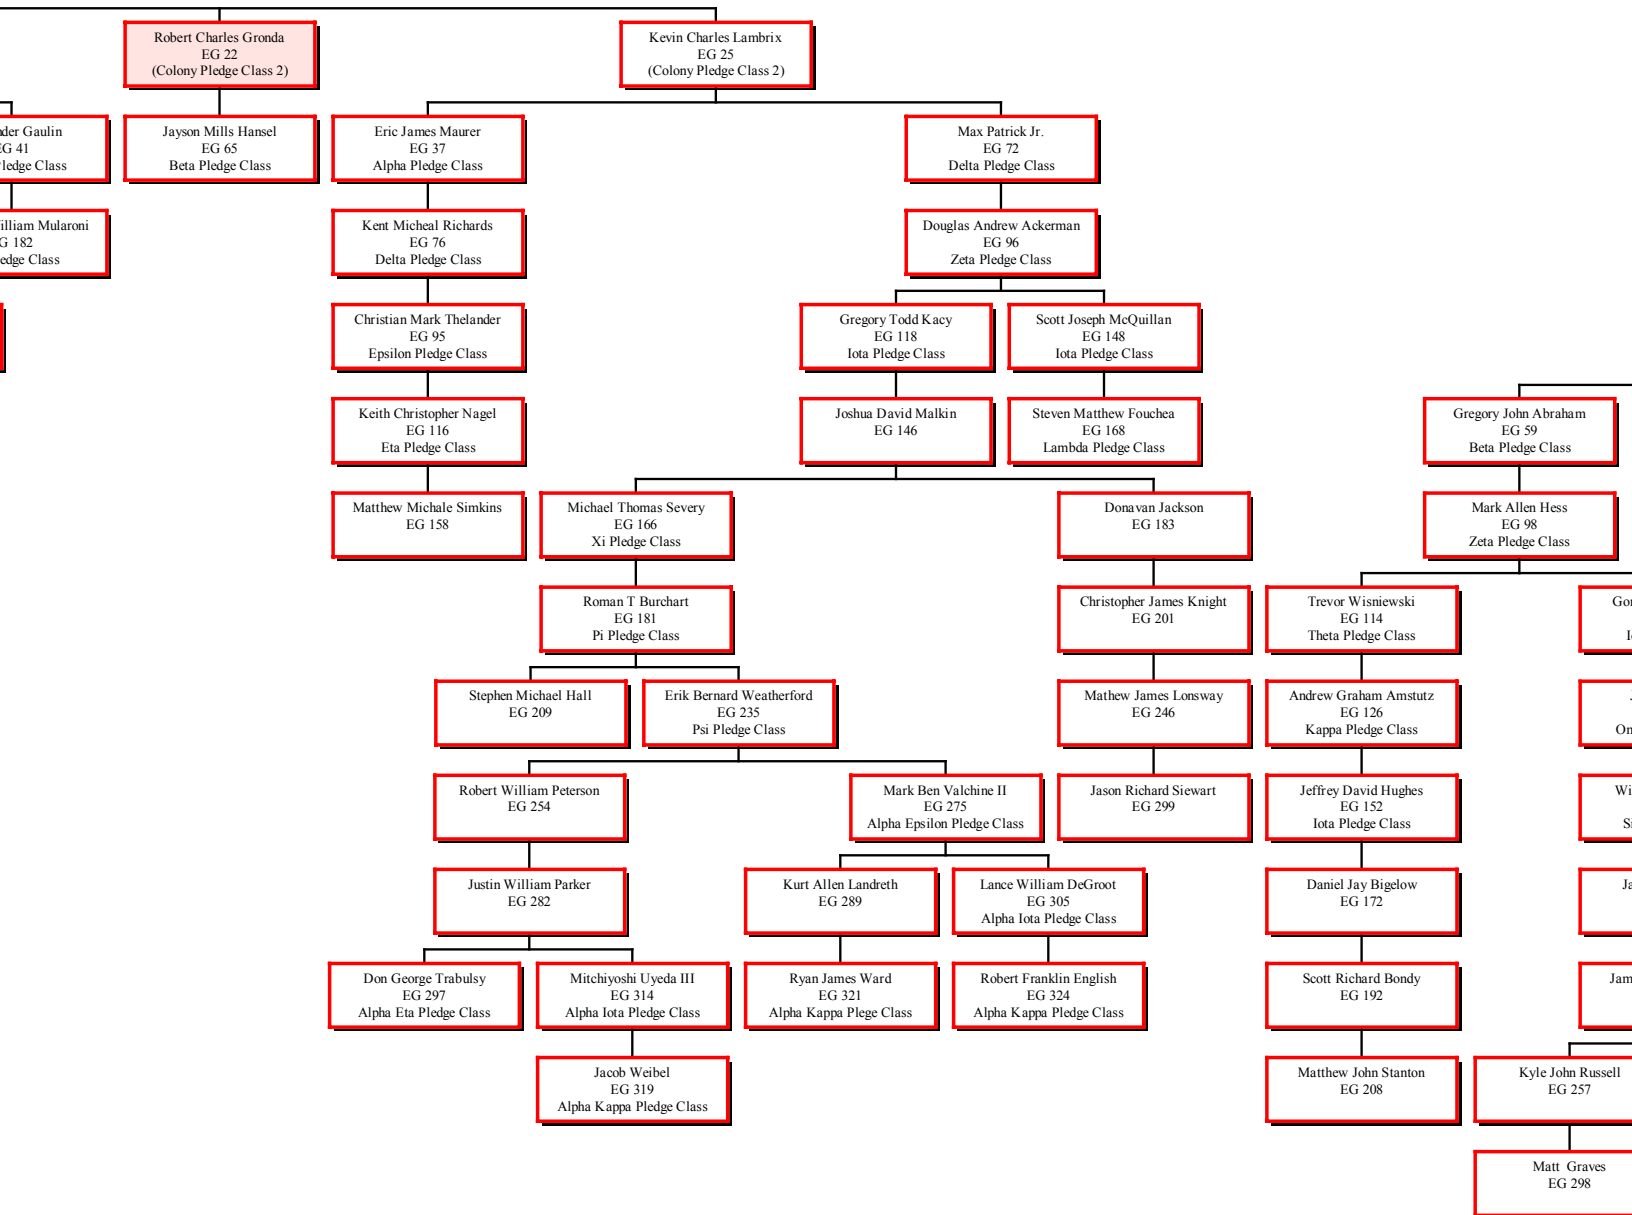 Robert Charles Gronda
EG 22
(Colony Pledge Class 2)
Kevin Charles Lambrix
EG 25
(Colony Pledge Class 2)
Gaulin
41
Class
Jayson Mills Hansel
EG 65
Beta Pledge Class
Eric James Maurer
EG 37
Alpha Pledge Class
Max Patrick Jr.
EG 72
Delta Pledge Class
Mularoni
182
Class
Kent Micheal Richards
EG 76
Delta Pledge Class
Douglas Andrew Ackerman
EG 96
Zeta Pledge Class
Christian Mark Thelander
EG 95
Epsilon Pledge Class
Gregory Todd Kacy
EG 118
Iota Pledge Class
Scott Joseph McQuillan
EG 148
Iota Pledge Class
Keith Christopher Nagel
EG 116
Eta Pledge Class
Joshua David Malkin
EG 146
Steven Matthew Fouchea
EG 168
Lambda Pledge Class
Gregory John Abraham
EG 59
Beta Pledge Class
Matthew Michale Simkins
EG 158
Michael Thomas Severy
EG 166
Xi Pledge Class
Donavan Jackson
EG 183
Mark Allen Hess
EG 98
Zeta Pledge Class
Roman T Burchart
EG 181
Pi Pledge Class
Christopher James Knight
EG 201
Trevor Wisniewski
EG 114
Theta Pledge Class
Stephen Michael Hall
EG 209
Erik Bernard Weatherford
EG 235
Psi Pledge Class
Mathew James Lonsway
EG 246
Andrew Graham Amstutz
EG 126
Kappa Pledge Class
Robert William Peterson
EG 254
Mark Ben Valchine II
EG 275
Alpha Epsilon Pledge Class
Jason Richard Siewart
EG 299
Jeffrey David Hughes
EG 152
Iota Pledge Class
Justin William Parker
EG 282
Kurt Allen Landreth
EG 289
Lance William DeGroot
EG 305
Alpha Iota Pledge Class
Daniel Jay Bigelow
EG 172
Don George Trabulsy
EG 297
Alpha Eta Pledge Class
Mitchiyoshi Uyeda III
EG 314
Alpha Iota Pledge Class
Ryan James Ward
EG 321
Alpha Kappa Plege Class
Robert Franklin English
EG 324
Alpha Kappa Pledge Class
Scott Richard Bondy
EG 192
Jacob Weibel
EG 319
Alpha Kappa Pledge Class
Matthew John Stanton
EG 208
Kyle John Russell
EG 257
Matt Graves
EG 298